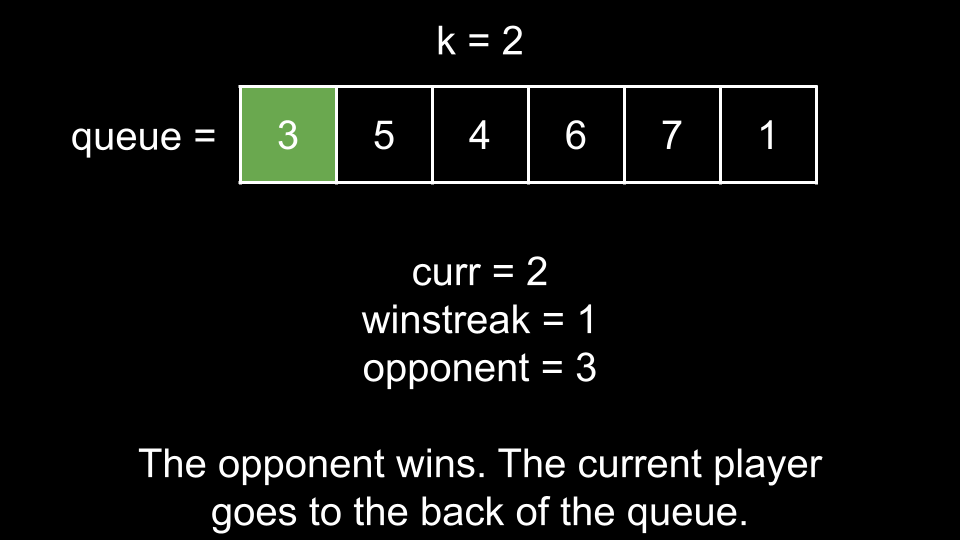 k = 2
queue = 3 5 4 6 7 1
curr = 2
winstreak = 1
opponent = 3
The opponent wins. The current player
goes to the back of the queue.